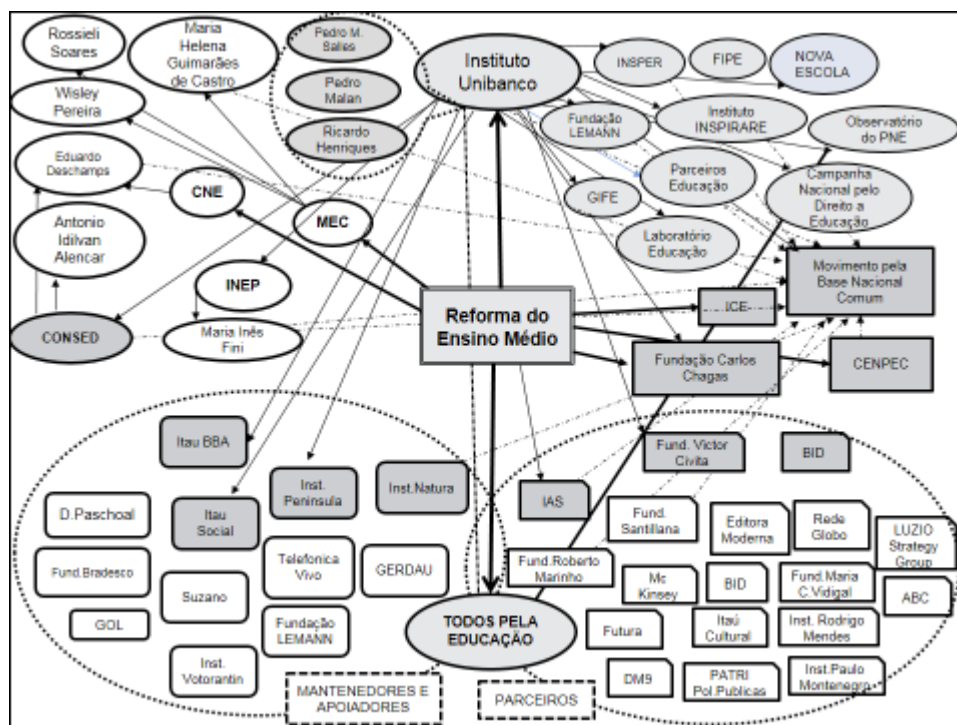 Rossieli
Soares
Maria
Helena
Guimarães
de Castro
Pedro M.
Salles
Pedro
Malan
Ricardo
Henriques
Instituto
Unibanco
INSPER
FIPE
NOVA
ESCOLA
Wisley
Pereira
Fundação
LEMANN
Instituto
INSPIRARE
Observatório
do PNE
Eduardo
Deschamps
CNE
MEC
Parceiros
Educação
Campanha
Nacional pelo
Direito a
Educação
GIFE
Antonio
Idilvan
Alencar
Laboratório
Educação
INEP
Movimento pela
Base Nacional
Comum
CONSED
Maria Inês
Fini
Reforma do
Ensino Médio
ICE
Fundação Carlos
Chagas
CENPEC
Itau BBA
Inst.
Peninsula
Inst.Natura
Fund. Victor
Civita
BID
D.Paschoal
Itau
Social
IAS
Fund.
Santillana
Editora
Moderna
Rede
Globo
LUZIO
Strategy
Group
Fund.Bradesco
Suzano
Telefonica
Vivo
GERDAU
Fund.Roberto
Marinho
Mc
Kinsey
BID
Fund.Maria
C.Vidigal
ABC
GOL
Fundação
LEMANN
TODOS PELA
EDUCAÇÃO
Futura
Itaú
Cultural
Inst. Rodrigo
Mendes
Inst.
Votorantin
MANTENEDORES E
APOIADORES
PARCEIROS
DM9
PATRI
Pol.Publicas
Inst.Paulo
Montenegro